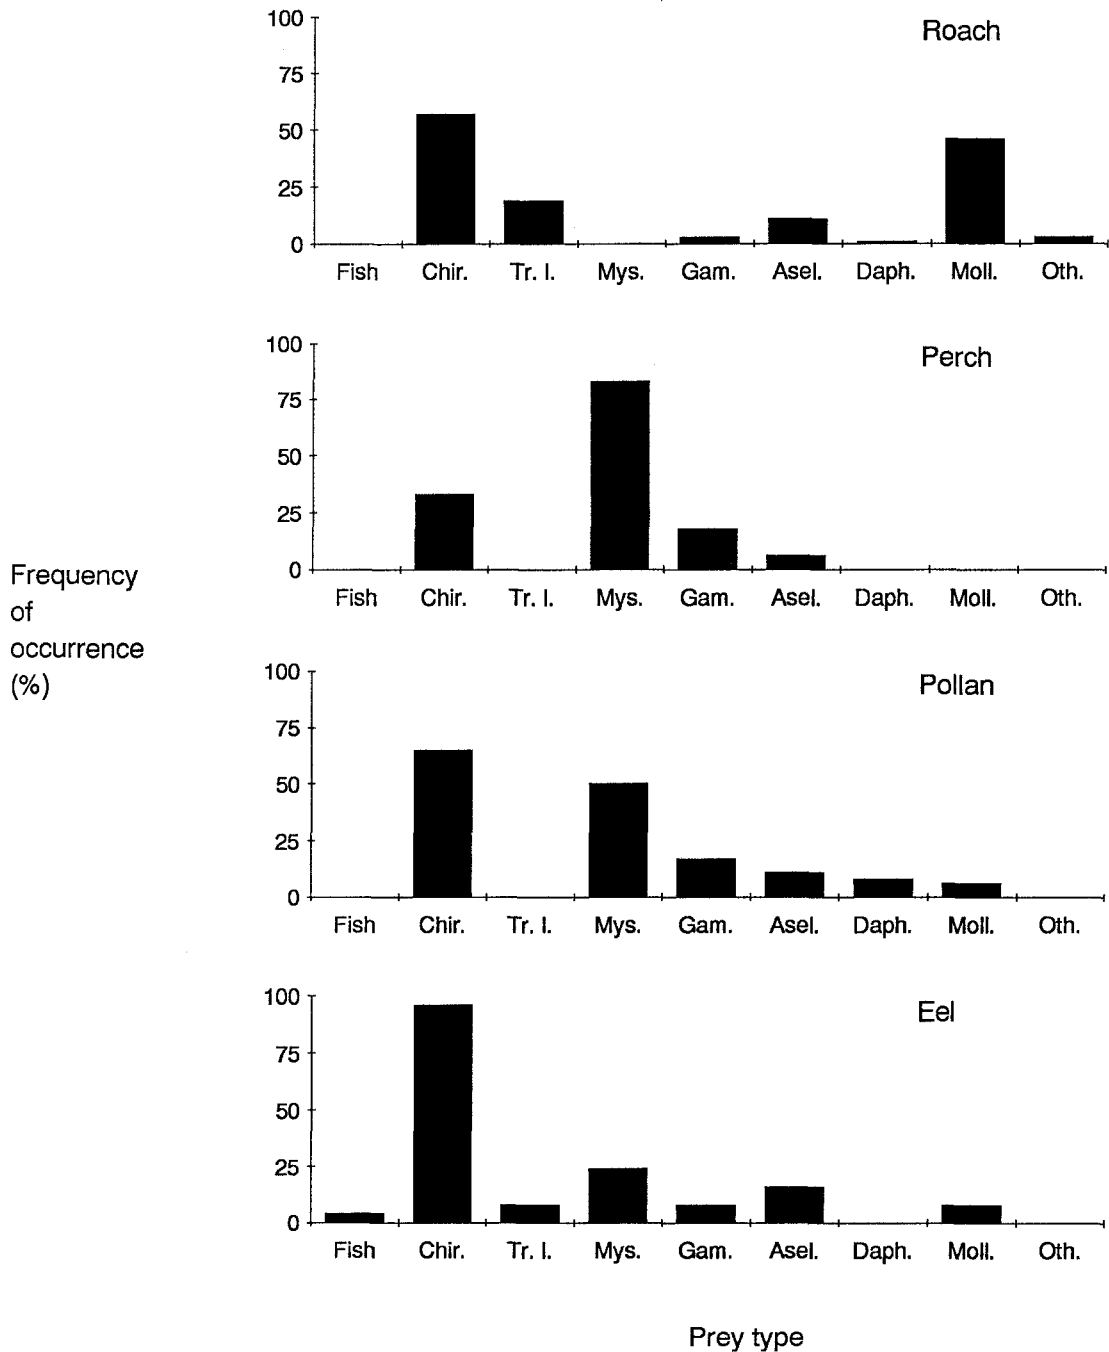 Roach
100
75
50
25
0
Fish Chir. Tr. l. Mys. Gam. Asel. Daph. Moll. Oth.
Perch
100
75
50
25
0
Fish Chir. Tr. l. Mys. Gam. Asel. Daph. Moll. Oth.
Frequency
of
occurrence
(%)
Pollan
100
75
50
25
0
Fish Chir. Tr. l. Mys. Gam. Asel. Daph. Moll. Oth.
Eel
100
75
50
25
0
Fish Chir. Tr. l. Mys. Gam. Asel. Daph. Moll. Oth.
Prey type